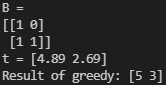 B =
[[1 0]
 [1 1]]
t = [4.89 2.69]
Result of greedy: [5 3]